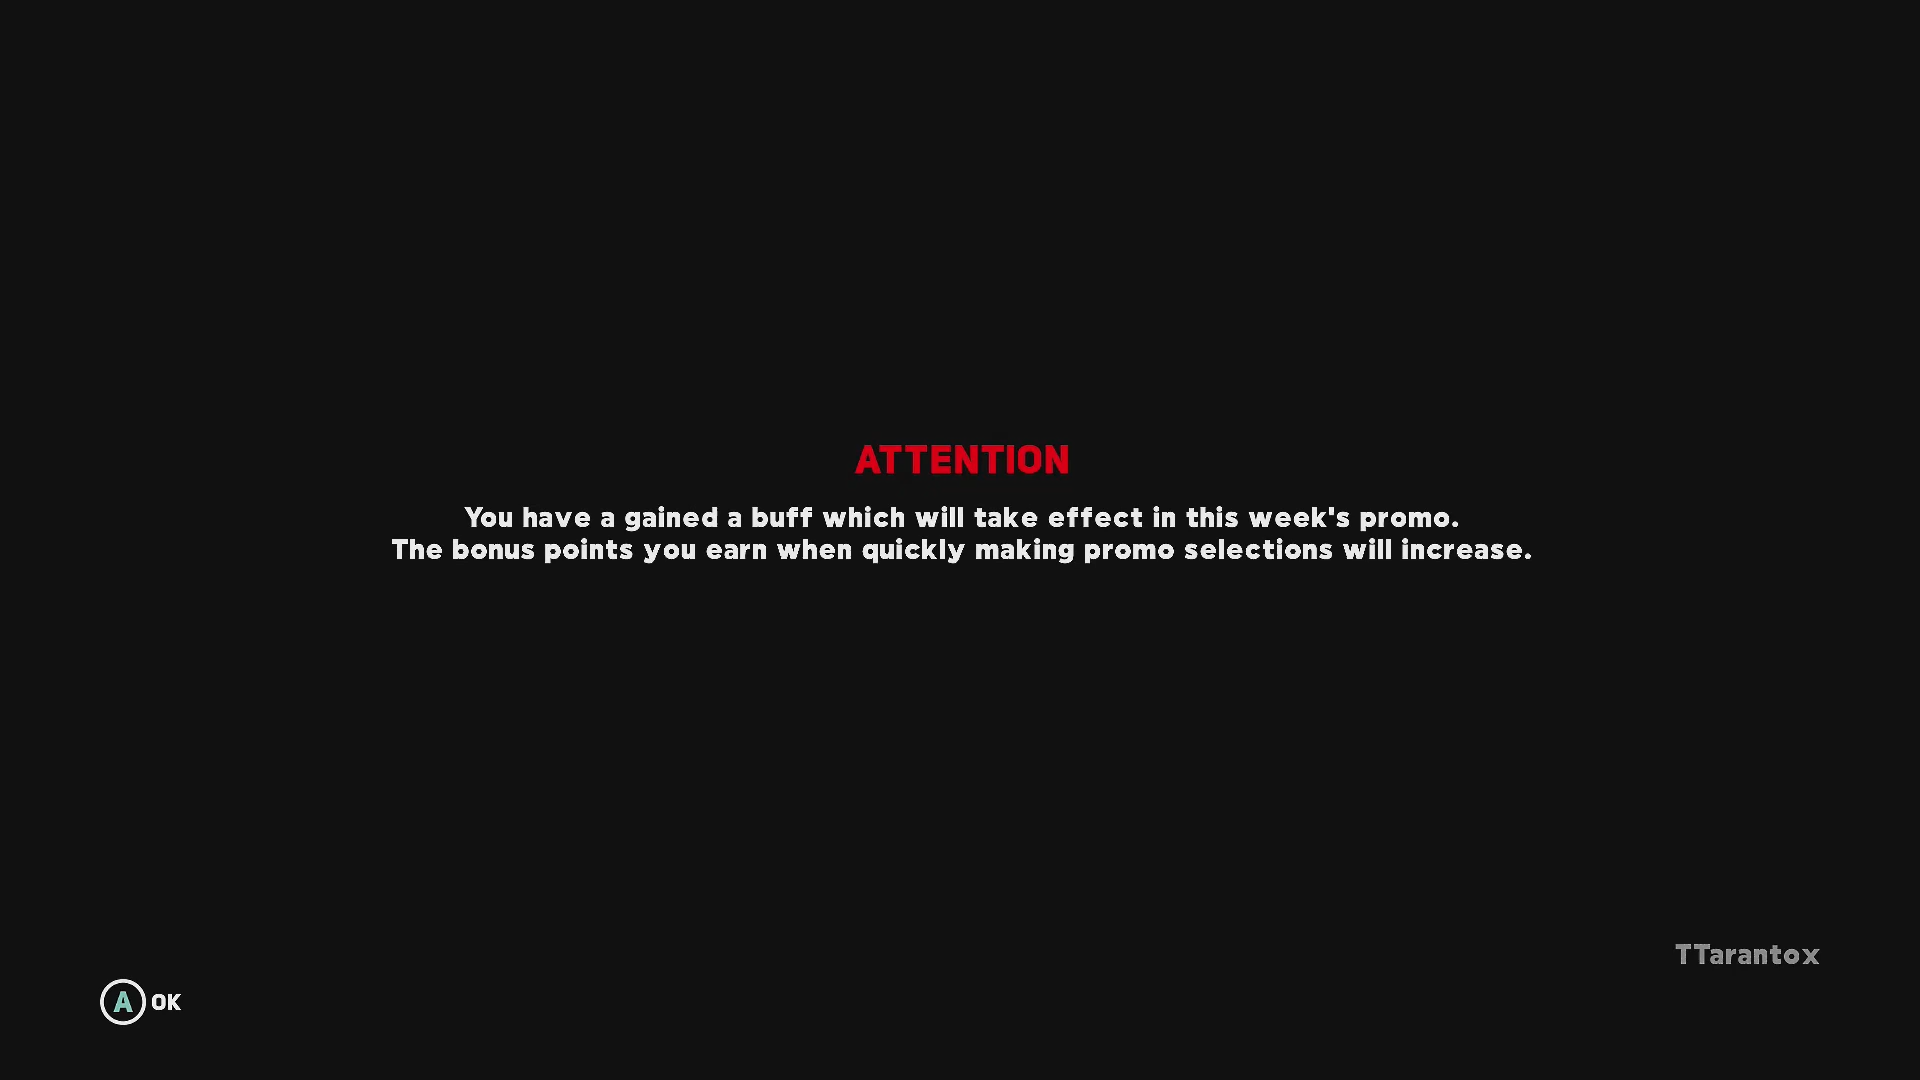 ATTENTION
You have a gained a buff which will take effect in this week's promo.
The bonus points you earn when quickly making promo selections will increase.
TTarantox
A OK